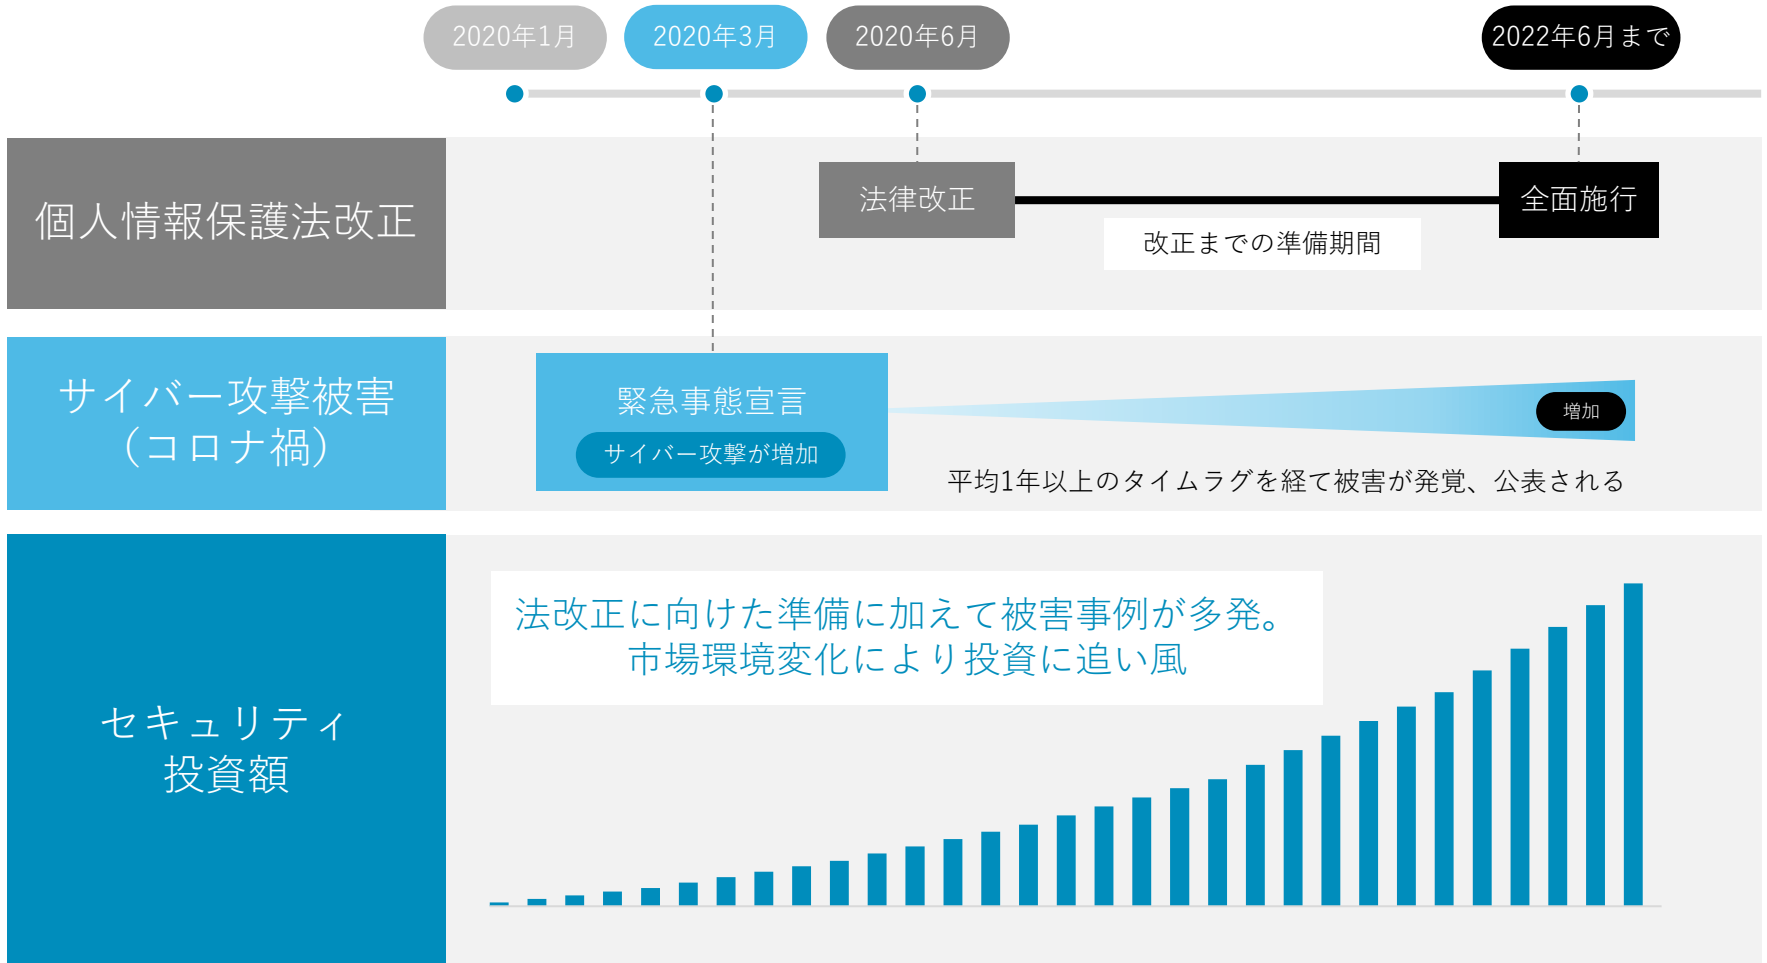 2020年1月
2020年3月
2020年6月
2022年6月まで
個人情報保護法改正
法律改正
全面施行
改正までの準備期間
サイバー攻撃被害
（コロナ禍）
緊急事態宣言
サイバー攻撃が増加
増加
平均1年以上のタイムラグを経て被害が発覚、公表される
セキュリティ
投資額
法改正に向けた準備に加えて被害事例が多発。
市場環境変化により投資に追い風